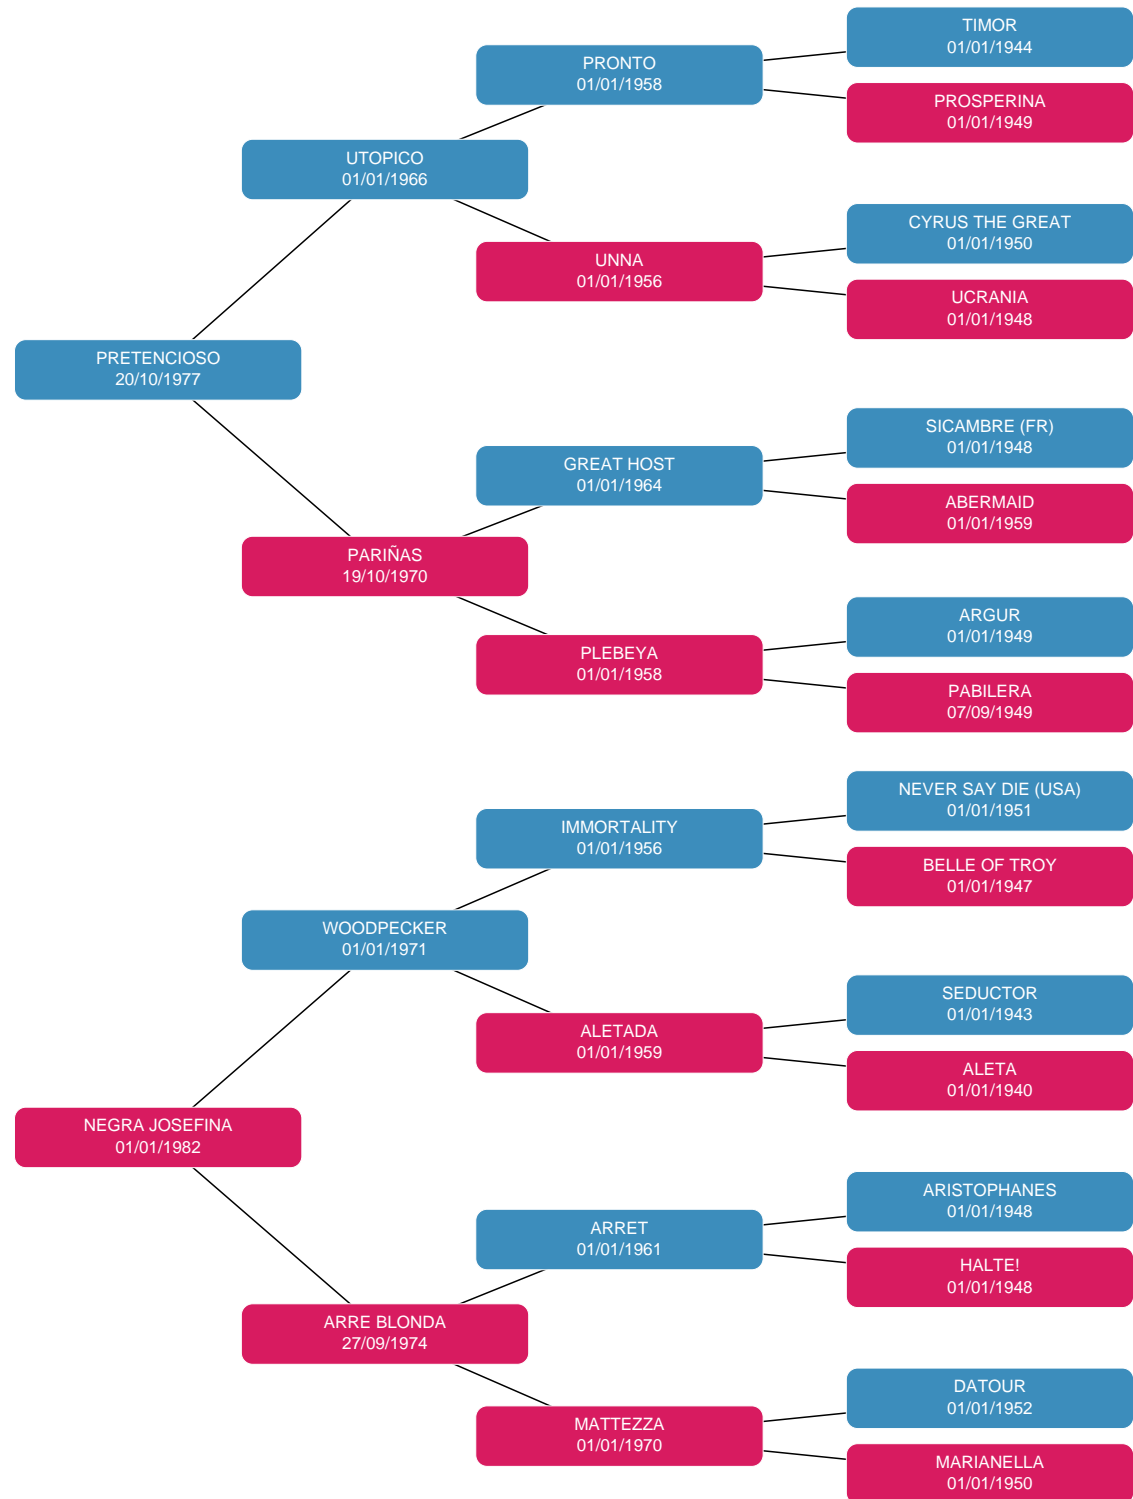 TIMOR
01/01/1944
PRONTO
01/01/1958
PROSPERINA
01/01/1949
UTOPICO
01/01/1966
CYRUS THE GREAT
01/01/1950
UNNA
01/01/1956
UCRANIA
01/01/1948
PRETENCIOSO
20/10/1977
SICAMBRE (FR)
01/01/1948
GREAT HOST
01/01/1964
ABERMAID
01/01/1959
PARIÑAS
19/10/1970
ARGUR
01/01/1949
PLEBEYA
01/01/1958
PABILERA
07/09/1949
NEVER SAY DIE (USA)
01/01/1951
IMMORTALITY
01/01/1956
BELLE OF TROY
01/01/1947
WOODPECKER
01/01/1971
SEDUCTOR
01/01/1943
ALETADA
01/01/1959
ALETA
01/01/1940
NEGRA JOSEFINA
01/01/1982
ARISTOPHANES
01/01/1948
ARRET
01/01/1961
HALTE!
01/01/1948
ARRE BLONDA
27/09/1974
DATOUR
01/01/1952
MATTEZZA
01/01/1970
MARIANELLA
01/01/1950